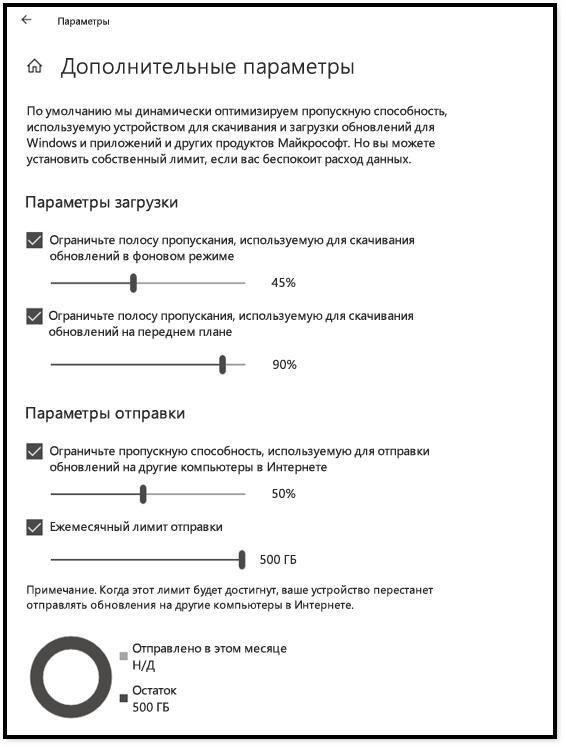 Параметры
Дополнительные параметры
По умолчанию мы динамически оптимизируем пропускную способность,
используемую устройством для скачивания и загрузки обновлений для
Windows и приложений и других продуктов Майкрософт. Но вы можете
установить собственный лимит, если вас беспокоит расход данных.
Параметры загрузки
Ограничьте полосу пропускания, используемую для скачивания
обновлений в фоновом режиме
45%
Ограничьте полосу пропускания, используемую для скачивания
обновлений на переднем плане
90%
Параметры отправки
Ограничьте пропускную способность, используемую для отправки
обновлений на другие компьютеры в Интернете
50%
Ежемесячный лимит отправки
500 ГБ
Примечание. Когда этот лимит будет достигнут, ваше устройство перестанет
отправлять обновления на другие компьютеры в Интернете.
Отправлено в этом месяце
Н/Д
Остаток
500 ГБ